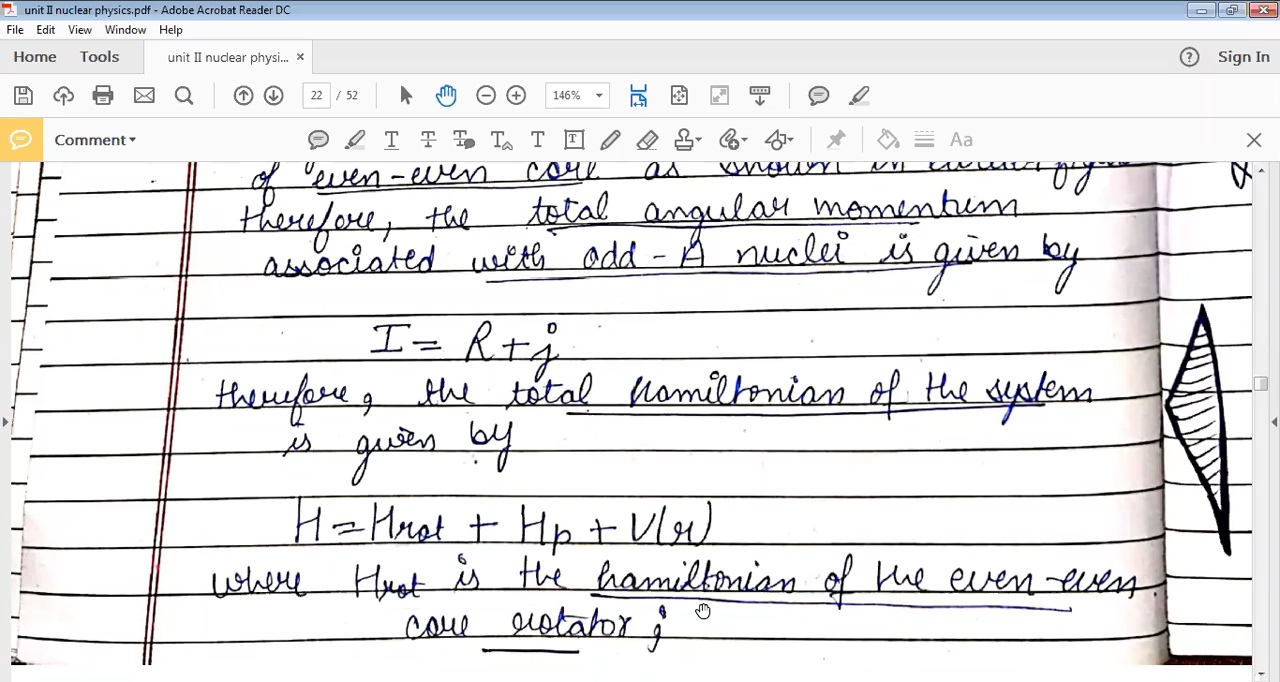 unit II nuclear physics.pdf - Adobe Acrobat Reader DC
File Edit View Window Help
Home Tools unit II nuclear physi... ×
Sign In
22 / 52 146%
Comment
of even-even core as shown in
therefore, the total angular momentum
associated with odd-A nuclei is given by
I = R + j
therefore, the total hamiltonian of the system
is given by
H = Hrot + Hp + V(r)
where Hrot is the hamiltonian of the even-even
core rotator ;